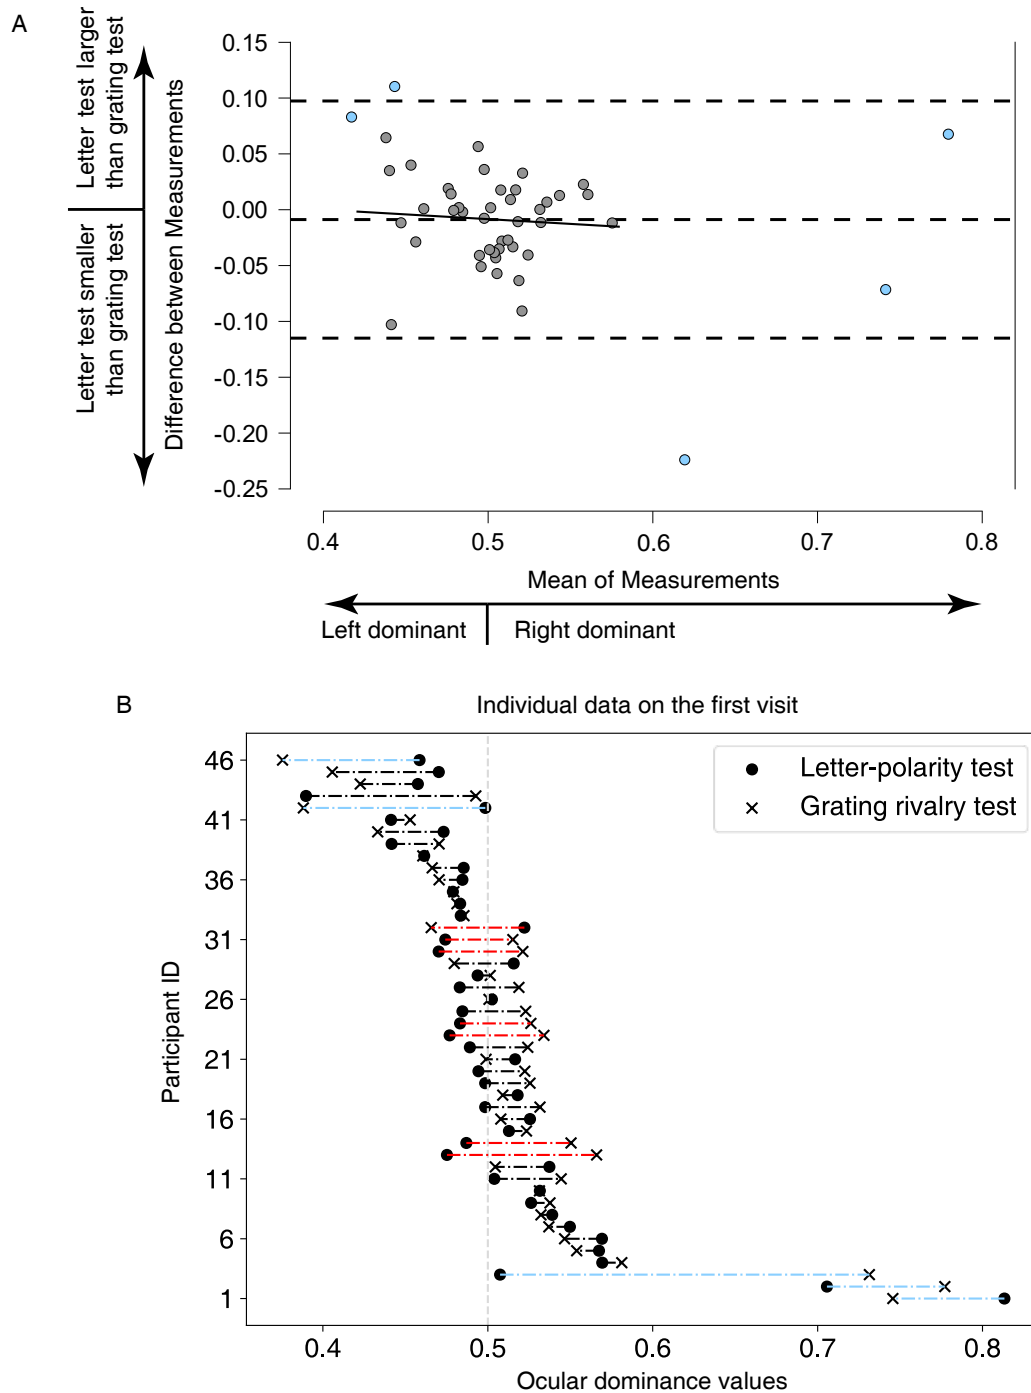 A
Letter test larger
than grating test
Letter test smaller
than grating test
Difference between Measurements
0.15
0.10
0.05
0.00
-0.05
-0.10
-0.15
-0.20
-0.25
0.4 0.5 0.6 0.7 0.8
Mean of Measurements
Left dominant Right dominant
B Individual data on the first visit
Letter-polarity test
Grating rivalry test
Participant ID
46
41
36
31
26
21
16
11
6
1
0.4 0.5 0.6 0.7 0.8
Ocular dominance values